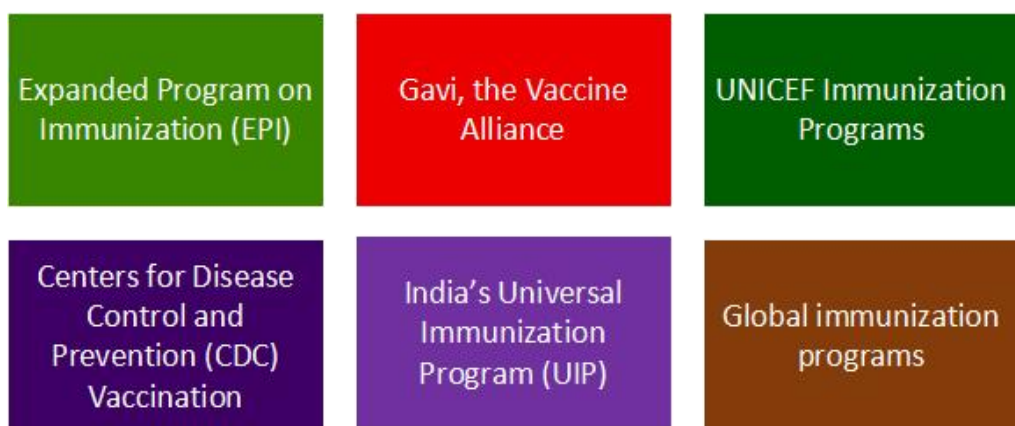 Expanded Program on
Immunization (EPI)
Gavi, the Vaccine
Alliance
UNICEF Immunization
Programs
Centers for Disease
Control and
Prevention (CDC)
Vaccination
India’s Universal
Immunization
Program (UIP)
Global immunization
programs